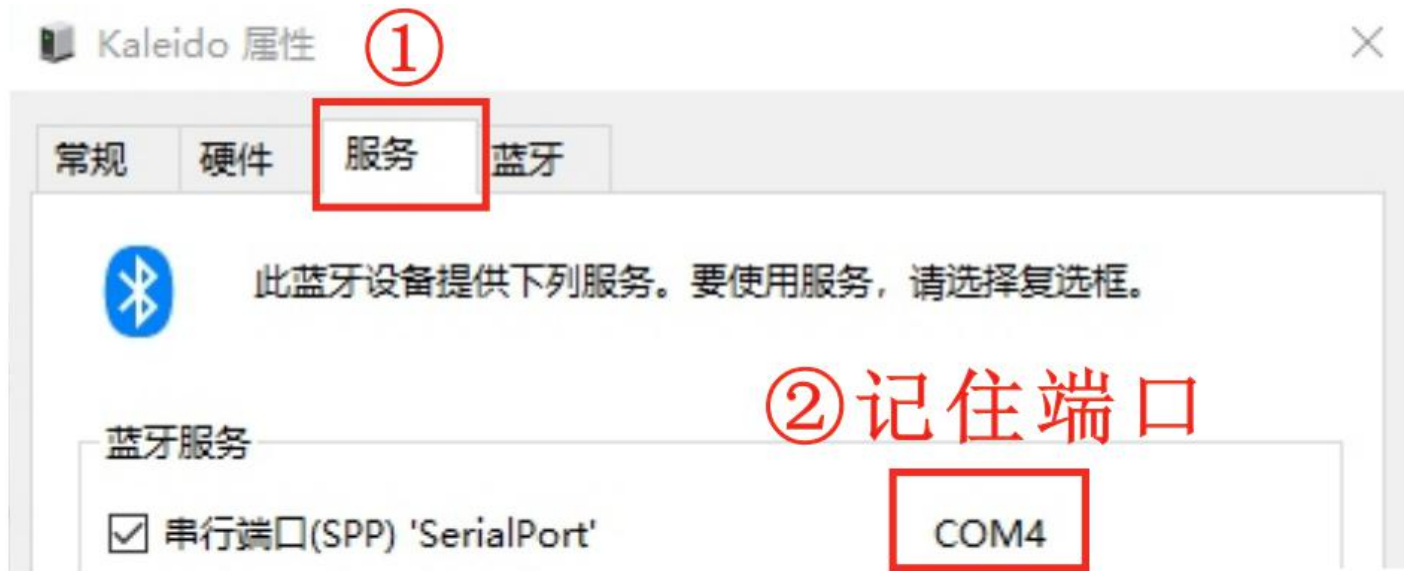 Kaleido 属性
①
常规 硬件 服务 蓝牙
此蓝牙设备提供下列服务。要使用服务，请选择复选框。
②记住端口
蓝牙服务
串行端口(SPP) 'SerialPort' COM4